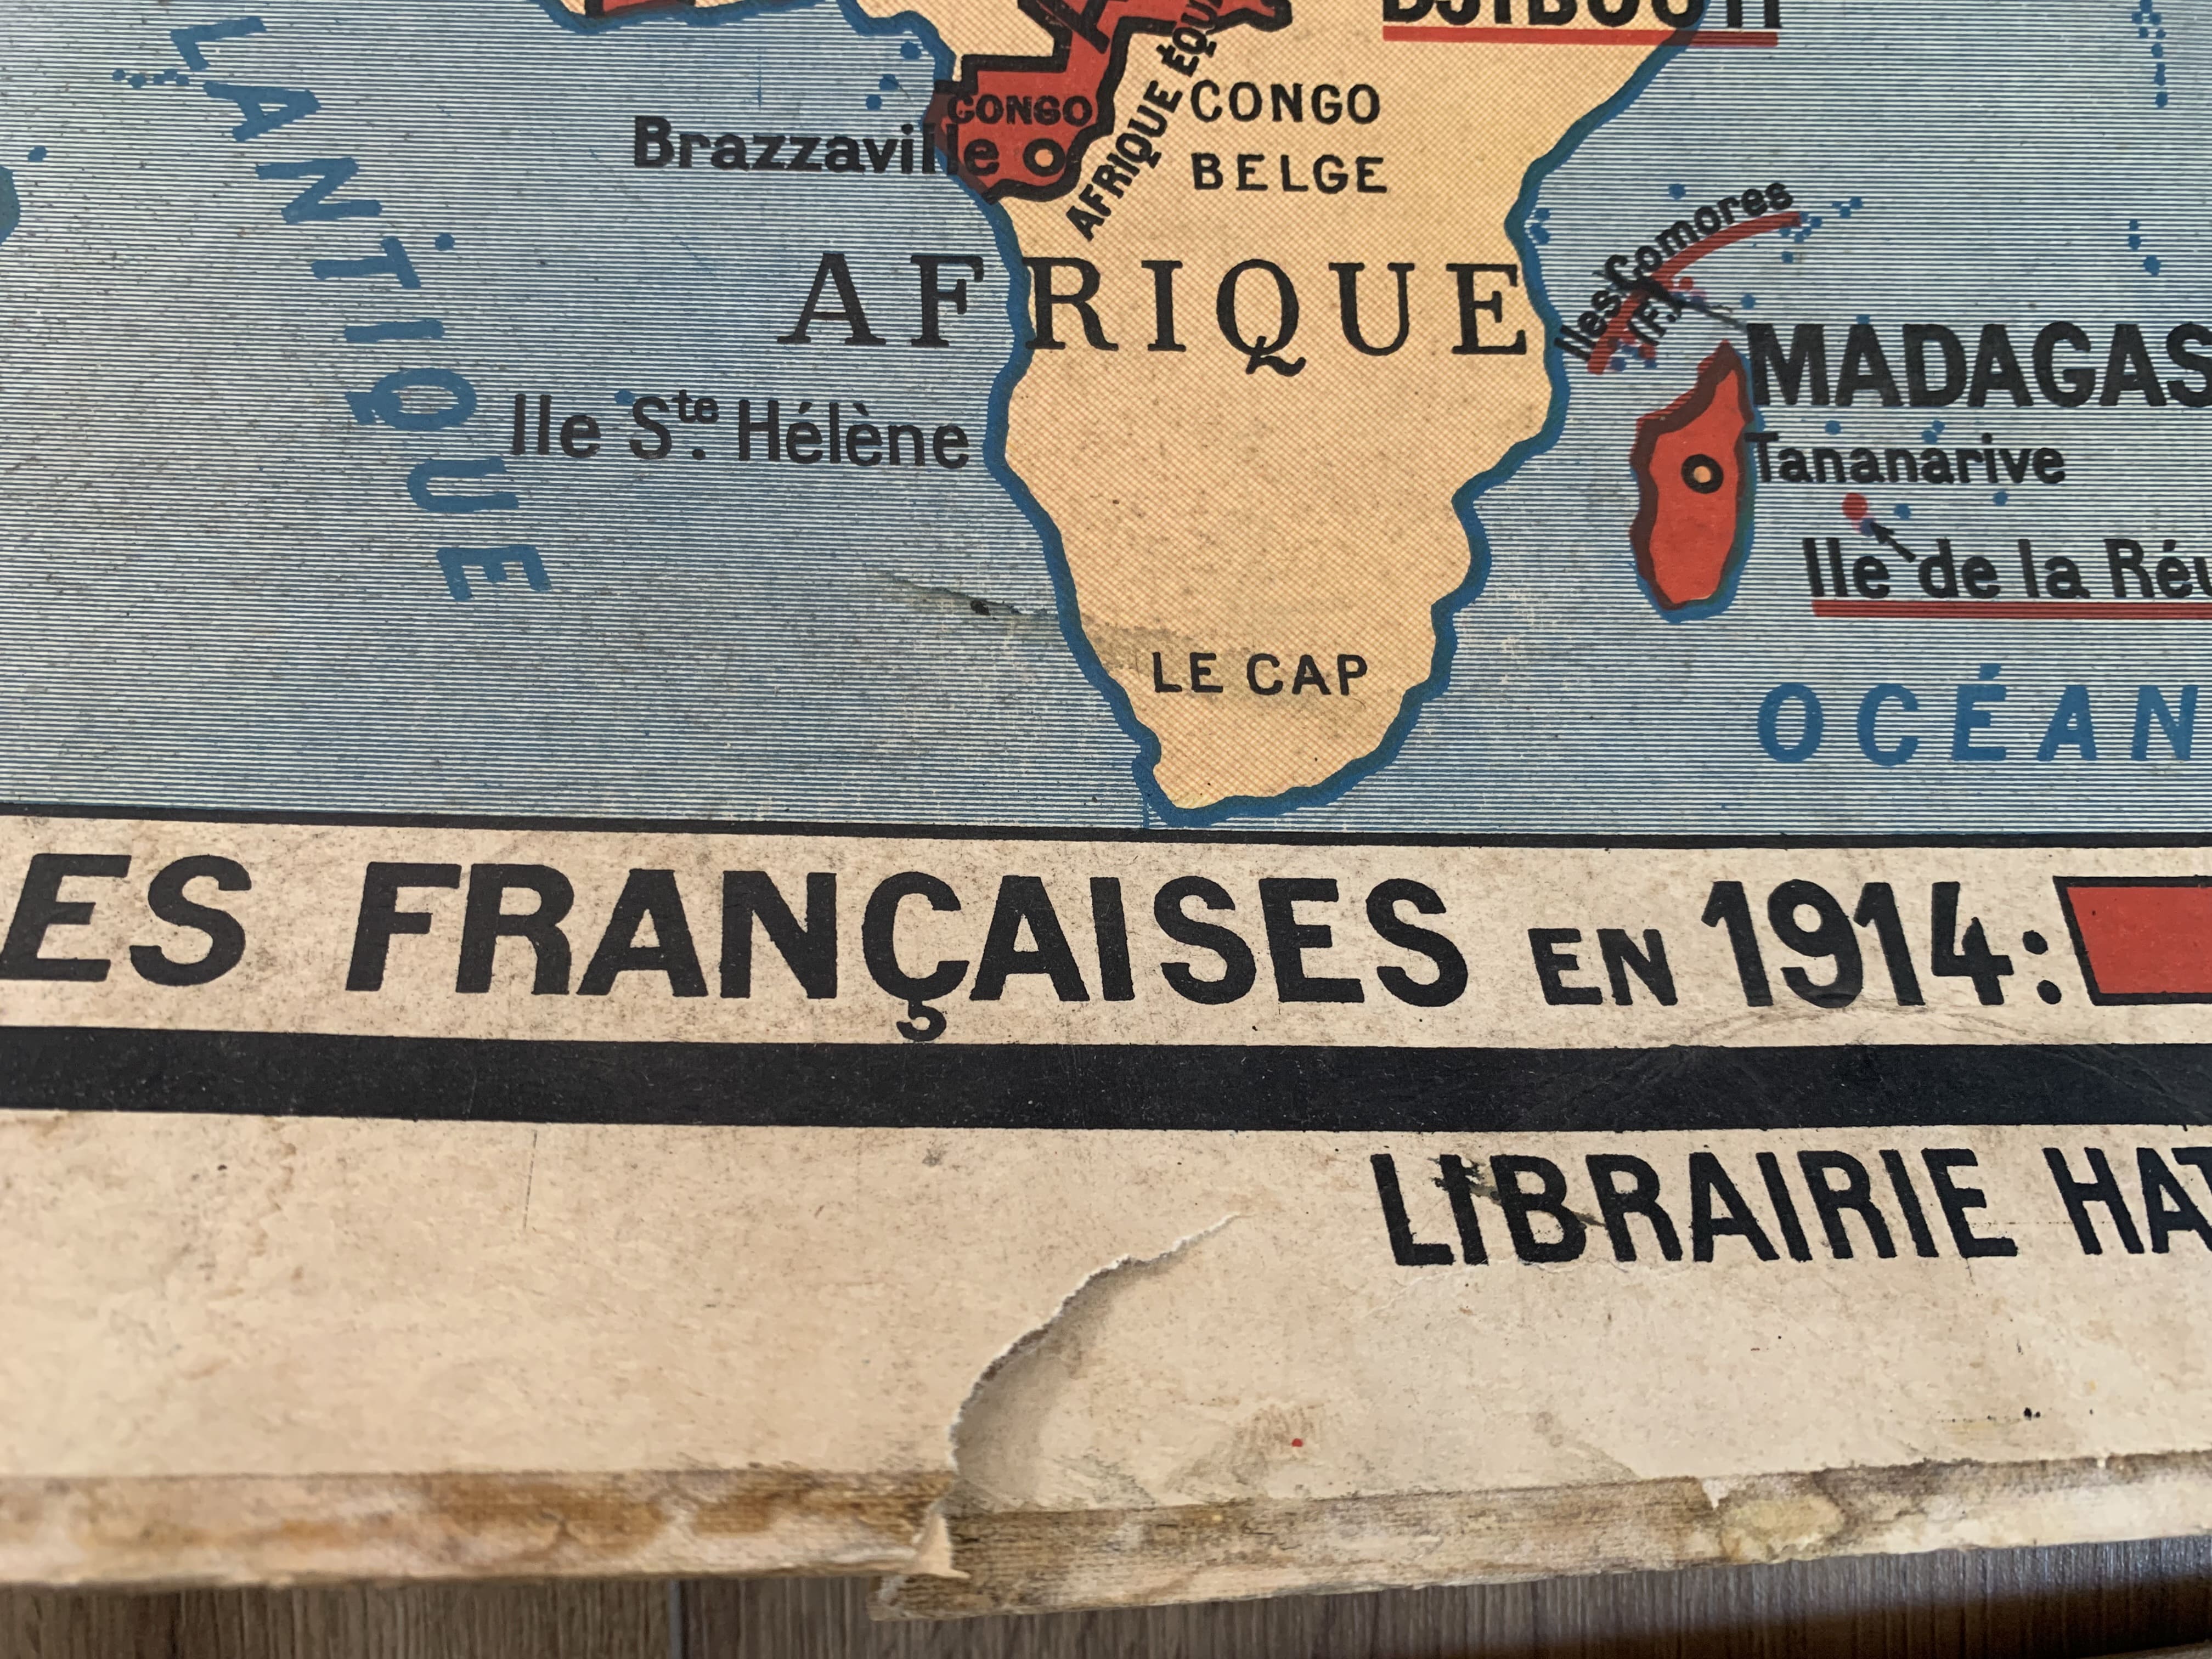 DJIBOUTI
LANTIQUE
CONGO
Brazzaville
AFRIQUE ÉQU
CONGO
BELGE
AFRIQUE
Iles Comores
(F.)
MADAGAS
Ile Ste Hélène
Tananarive
Ile de la Réu
LE CAP
OCÉAN
ES FRANÇAISES EN 1914:
LIBRAIRIE HAT